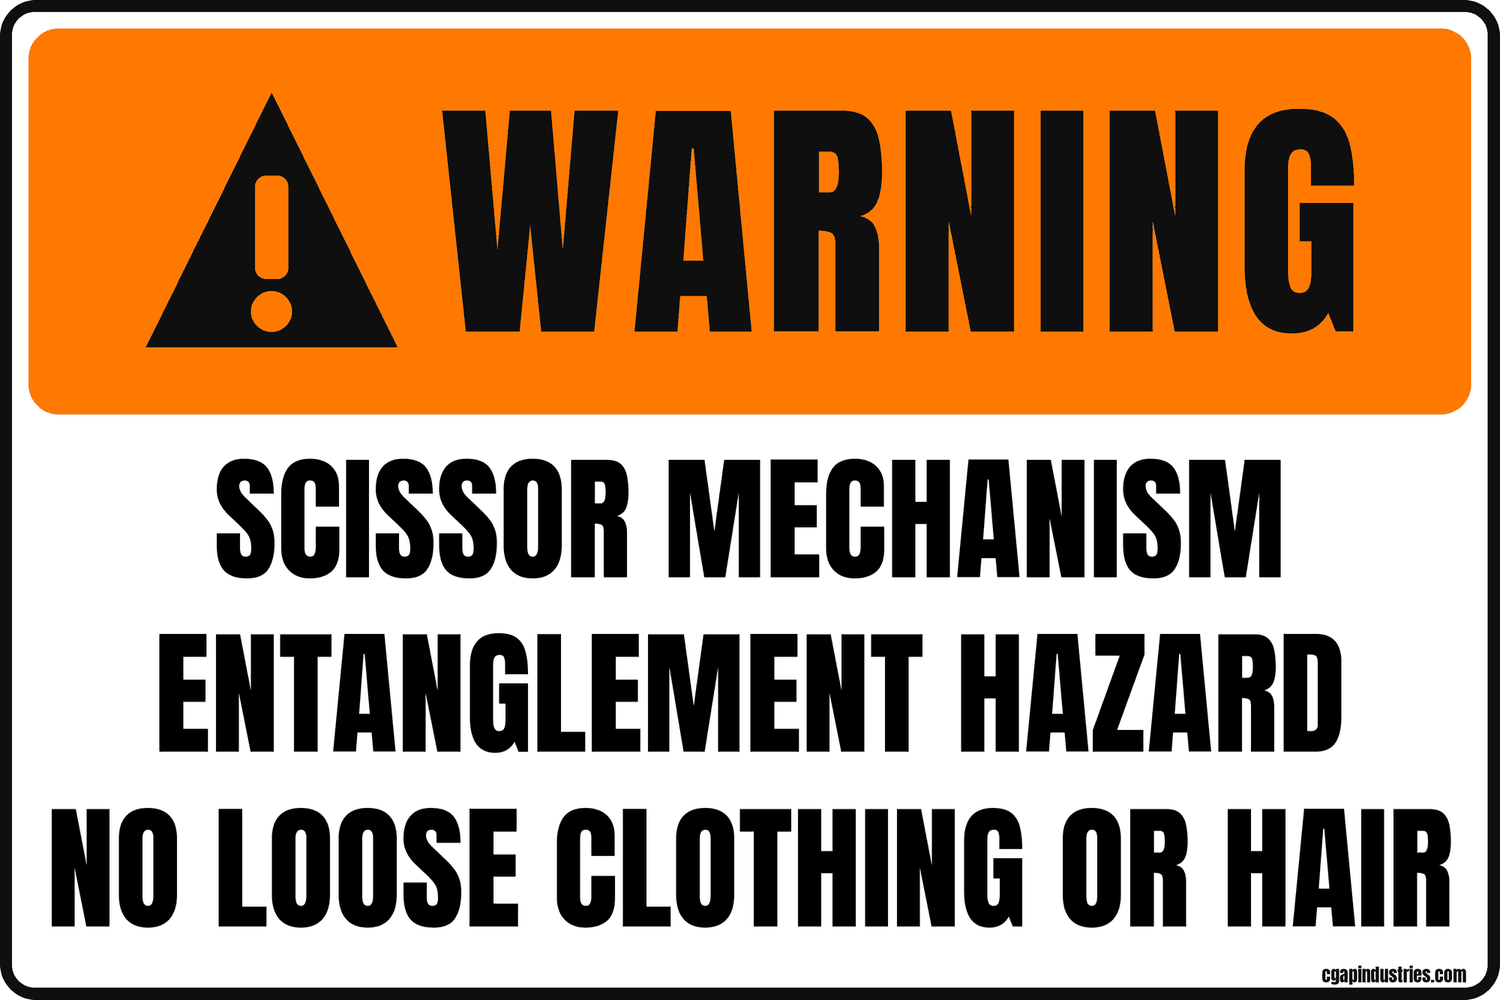 WARNING
SCISSOR MECHANISM
ENTANGLEMENT HAZARD
NO LOOSE CLOTHING OR HAIR
cgapindustries.com